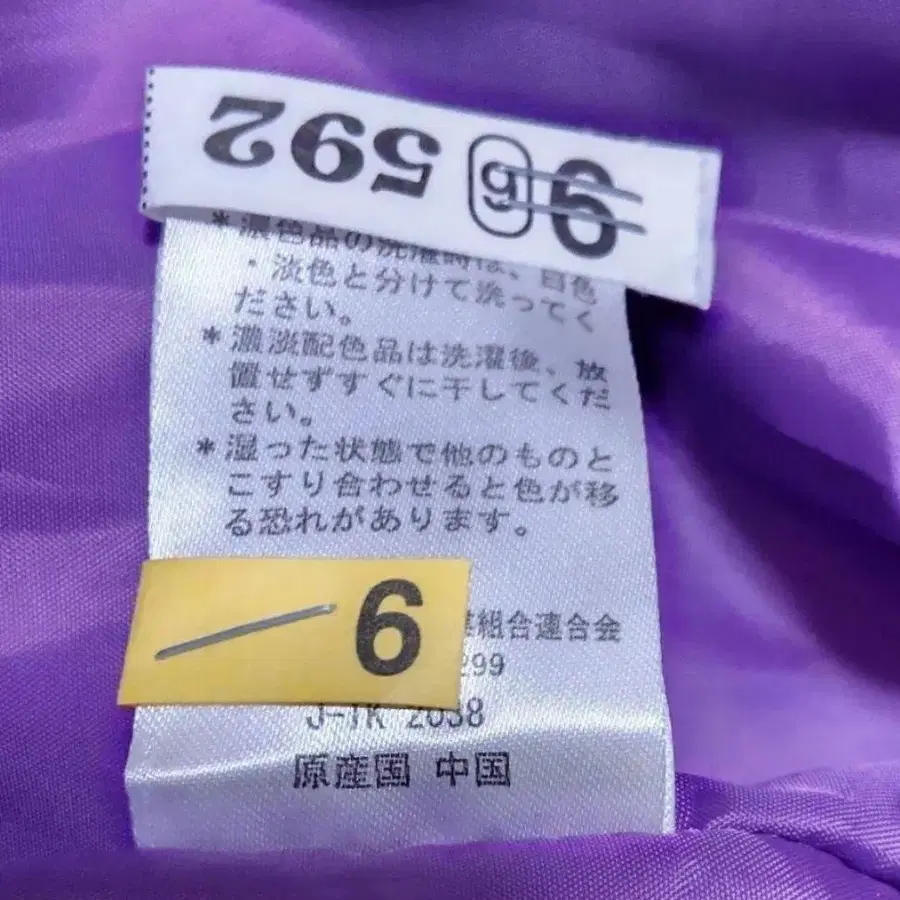 6 6 592
*濃色品の洗濯時は、白色
・淡色と分けて洗ってく
ださい。
*濃淡配色品は洗濯後、放
置せずすぐに干してくだ
さい。
*湿った状態で他のものと
こすり合わせると色が移
る恐れがあります。
6
組合連合会
299
J-TK 2038
原産国 中国